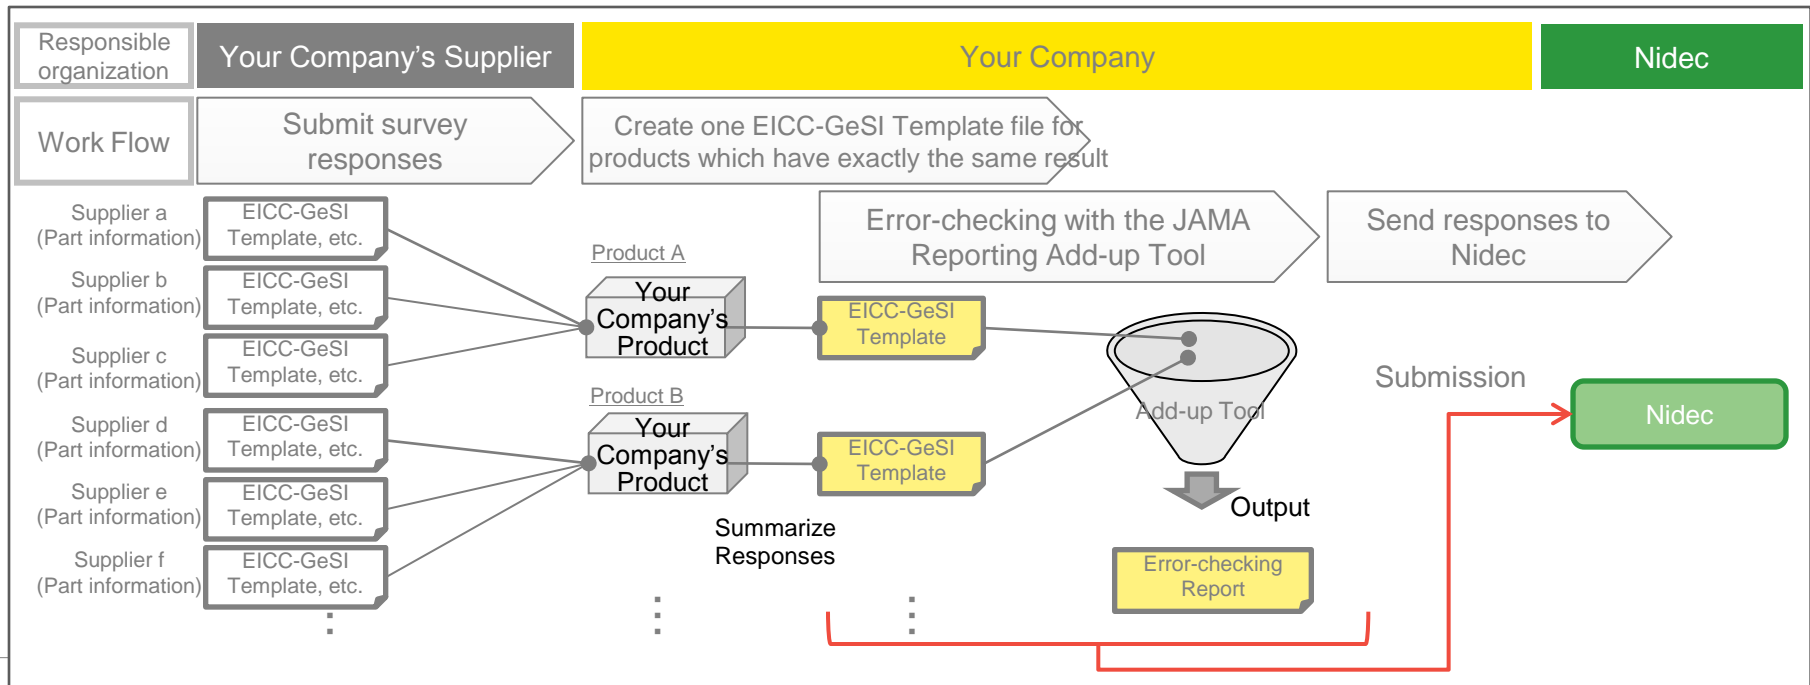 Responsible
organization
Your Company's Supplier
Your Company
Nidec
Work Flow
Submit survey
responses
Create one EICC-GeSI Template file for
products which have exactly the same result
Error-checking with the JAMA
Reporting Add-up Tool
Send responses to
Nidec
Supplier a
(Part information)
EICC-GeSI
Template, etc.
Supplier b
(Part information)
EICC-GeSI
Template, etc.
Supplier c
(Part information)
EICC-GeSI
Template, etc.
Supplier d
(Part information)
EICC-GeSI
Template, etc.
Supplier e
(Part information)
EICC-GeSI
Template, etc.
Supplier f
(Part information)
EICC-GeSI
Template, etc.
Product A
Your
Company's
Product
Product B
Your
Company's
Product
EICC-GeSI
Template
EICC-GeSI
Template
Summarize
Responses
Add-up Tool
Output
Error-checking
Report
Submission
Nidec